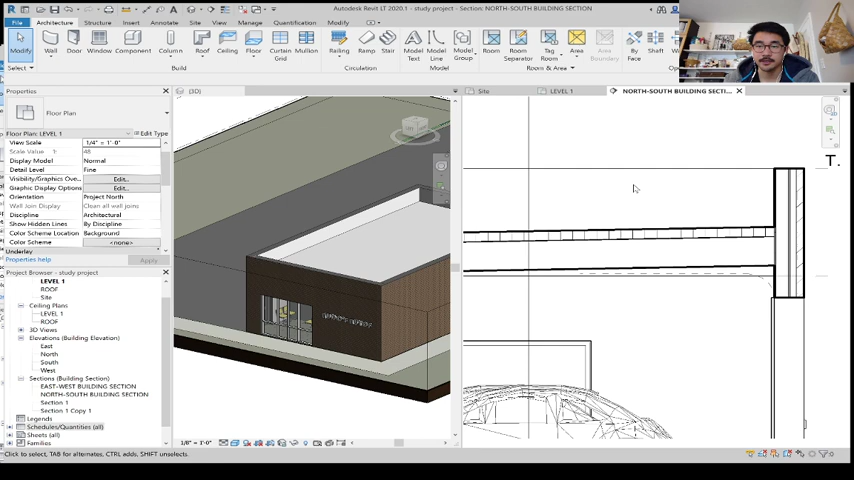 Autodesk Revit LT 2020.1 - study project - Section: NORTH-SOUTH BUILDING SECTION
File Architecture Structure Insert Annotate Site View Manage Quantification Modify
Modify Wall Door Window Component Column Roof Ceiling Floor Curtain Grid Mullion Railing Ramp Stair Model Text Model Line Model Group Room Room Separator Tag Room Area Area Boundary By Face Shaft Wall
Select Build Circulation Model Room & Area
Properties
(3D) Site LEVEL 1 NORTH-SOUTH BUILDING SECTI...
Floor Plan
Floor Plan: LEVEL 1 Edit Type
View Scale 1/4" = 1'-0"
Scale Value 1: 48
Display Model Normal
Detail Level Fine
Visibility/Graphics Ove... Edit...
Graphic Display Options Edit...
Orientation Project North
Wall Join Display Clean all wall joins
Discipline Architectural
Show Hidden Lines By Discipline
Color Scheme Location Background
Color Scheme <none>
Underlay
Properties help Apply
T.
Project Browser - study project
LEVEL 1
ROOF
Site
Ceiling Plans
LEVEL 1
ROOF
3D Views
Elevations (Building Elevation)
East
North
South
West
Sections (Building Section)
EAST-WEST BUILDING SECTION
NORTH-SOUTH BUILDING SECTION
Section 1
Section 1 Copy 1
Legends
Schedules/Quantities (all)
Sheets (all)
Families
1/8" = 1'-0"
Click to select, TAB for alternates, CTRL adds, SHIFT unselects.
:0